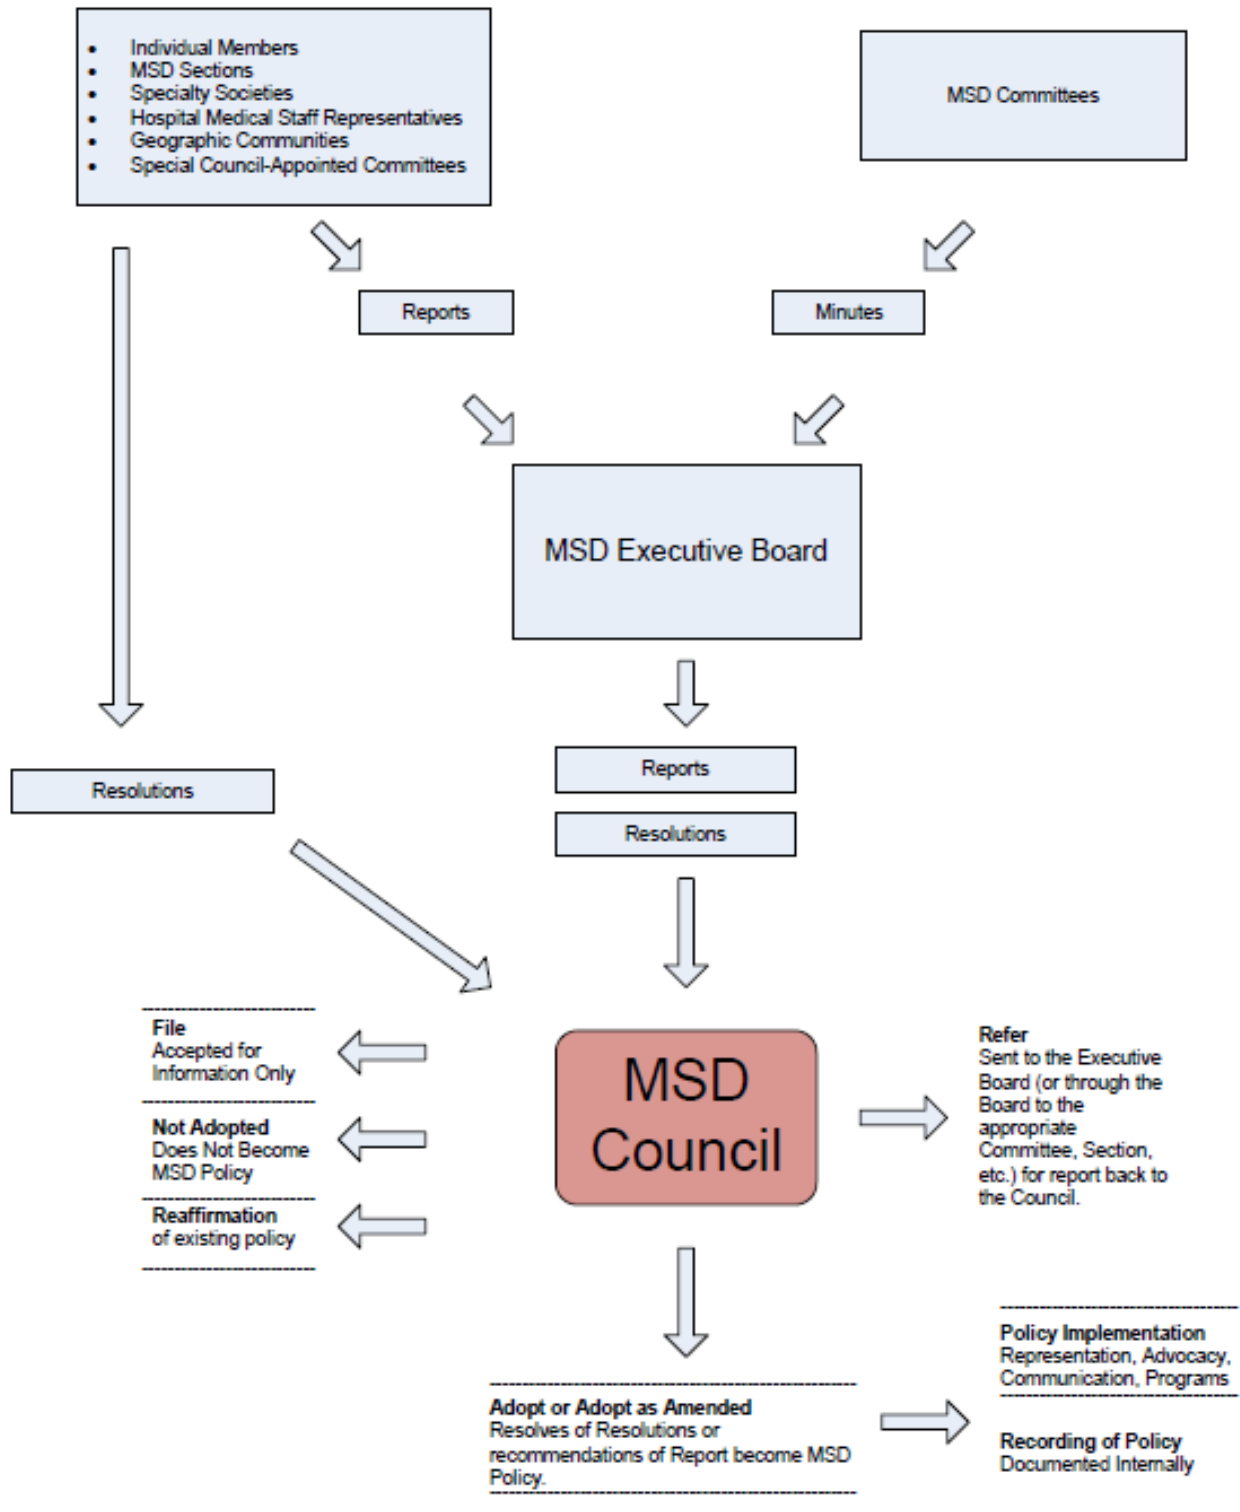 • Individual Members
• MSD Sections
• Specialty Societies
• Hospital Medical Staff Representatives
• Geographic Communities
• Special Council-Appointed Committees
MSD Committees
Reports
Minutes
MSD Executive Board
Reports
Resolutions
Resolutions
MSD
Council
File
Accepted for
Information Only
Not Adopted
Does Not Become
MSD Policy
Reaffirmation
of existing policy
Refer
Sent to the Executive
Board (or through the
Board to the
appropriate
Committee, Section,
etc.) for report back to
the Council.
Adopt or Adopt as Amended
Resolves of Resolutions or
recommendations of Report become MSD
Policy.
Policy Implementation
Representation, Advocacy,
Communication, Programs
Recording of Policy
Documented Internally